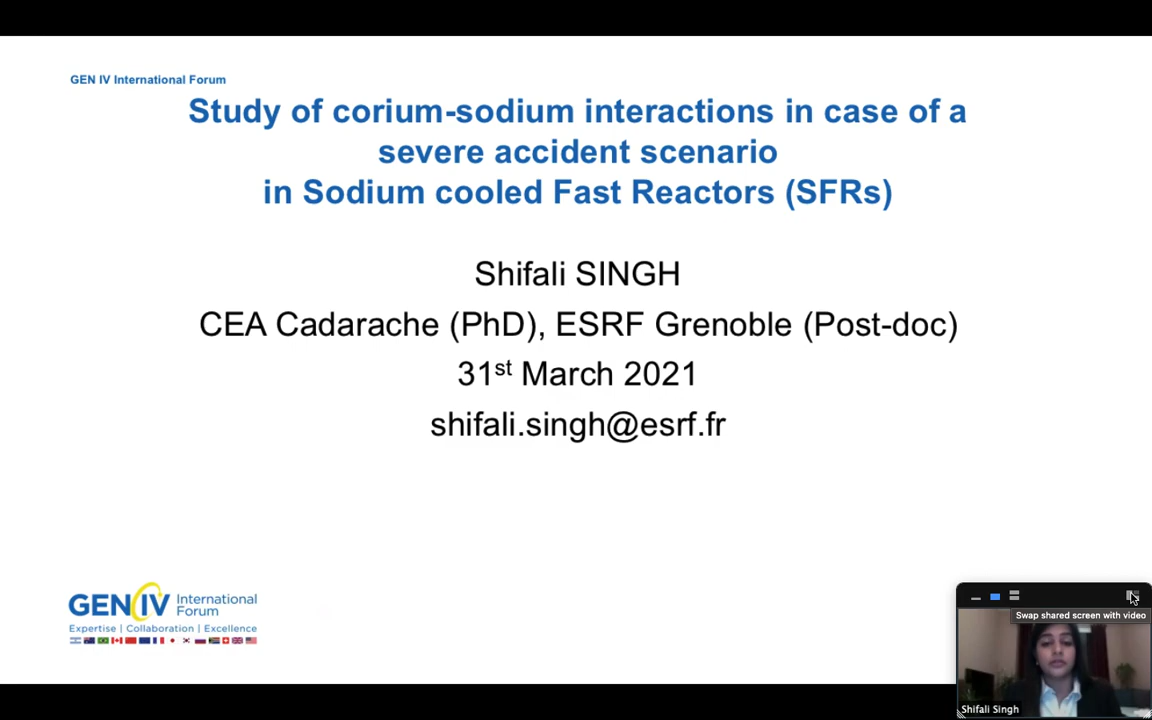 GEN IV International Forum
Study of corium-sodium interactions in case of a
severe accident scenario
in Sodium cooled Fast Reactors (SFRs)
Shifali SINGH
CEA Cadarache (PhD), ESRF Grenoble (Post-doc)
31st March 2021
shifali.singh@esrf.fr
GEN IV International
Forum
Expertise | Collaboration | Excellence
Swap shared screen with video
Shifali Singh